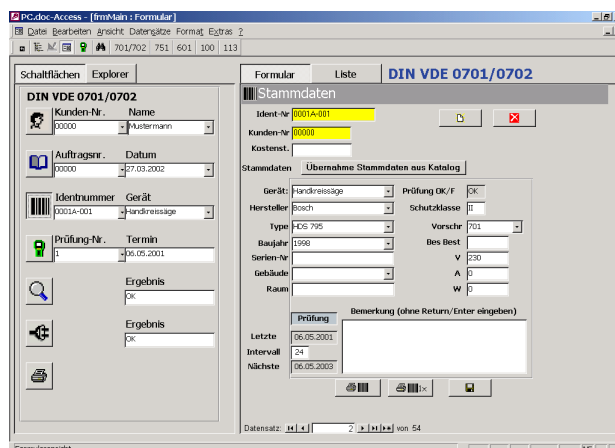 PC.doc-Access - [frmMain : Formular]
Datei Bearbeiten Ansicht Datensätze Format Extras ?
701/702 751 601 100 113
Schaltflächen Explorer
DIN VDE 0701/0702
Kunden-Nr. Name
00000 Mustermann
Auftragsnr. Datum
00000 27.03.2002
Identnummer Gerät
0001A-001 Handkreissäge
Prüfung-Nr. Termin
1 06.05.2001
Ergebnis
OK
Ergebnis
OK
Formular Liste DIN VDE 0701/0702
Stammdaten
Ident-Nr 0001A-001
Kunden-Nr 00000
Kostenst.
Stammdaten Übernahme Stammdaten aus Katalog
Gerät: Handkreissäge Prüfung OK/F OK
Hersteller Bosch Schutzklasse II
Type HDS 795 Vorschr 701
Baujahr 1998 Bes Best
Serien-Nr V 230
Gebäude A 0
Raum W 0
Prüfung Bemerkung (ohne Return/Enter eingeben)
Letzte 06.05.2001
Intervall 24
Nächste 06.05.2003
1x
Datensatz: 2 von 54
Formularansicht